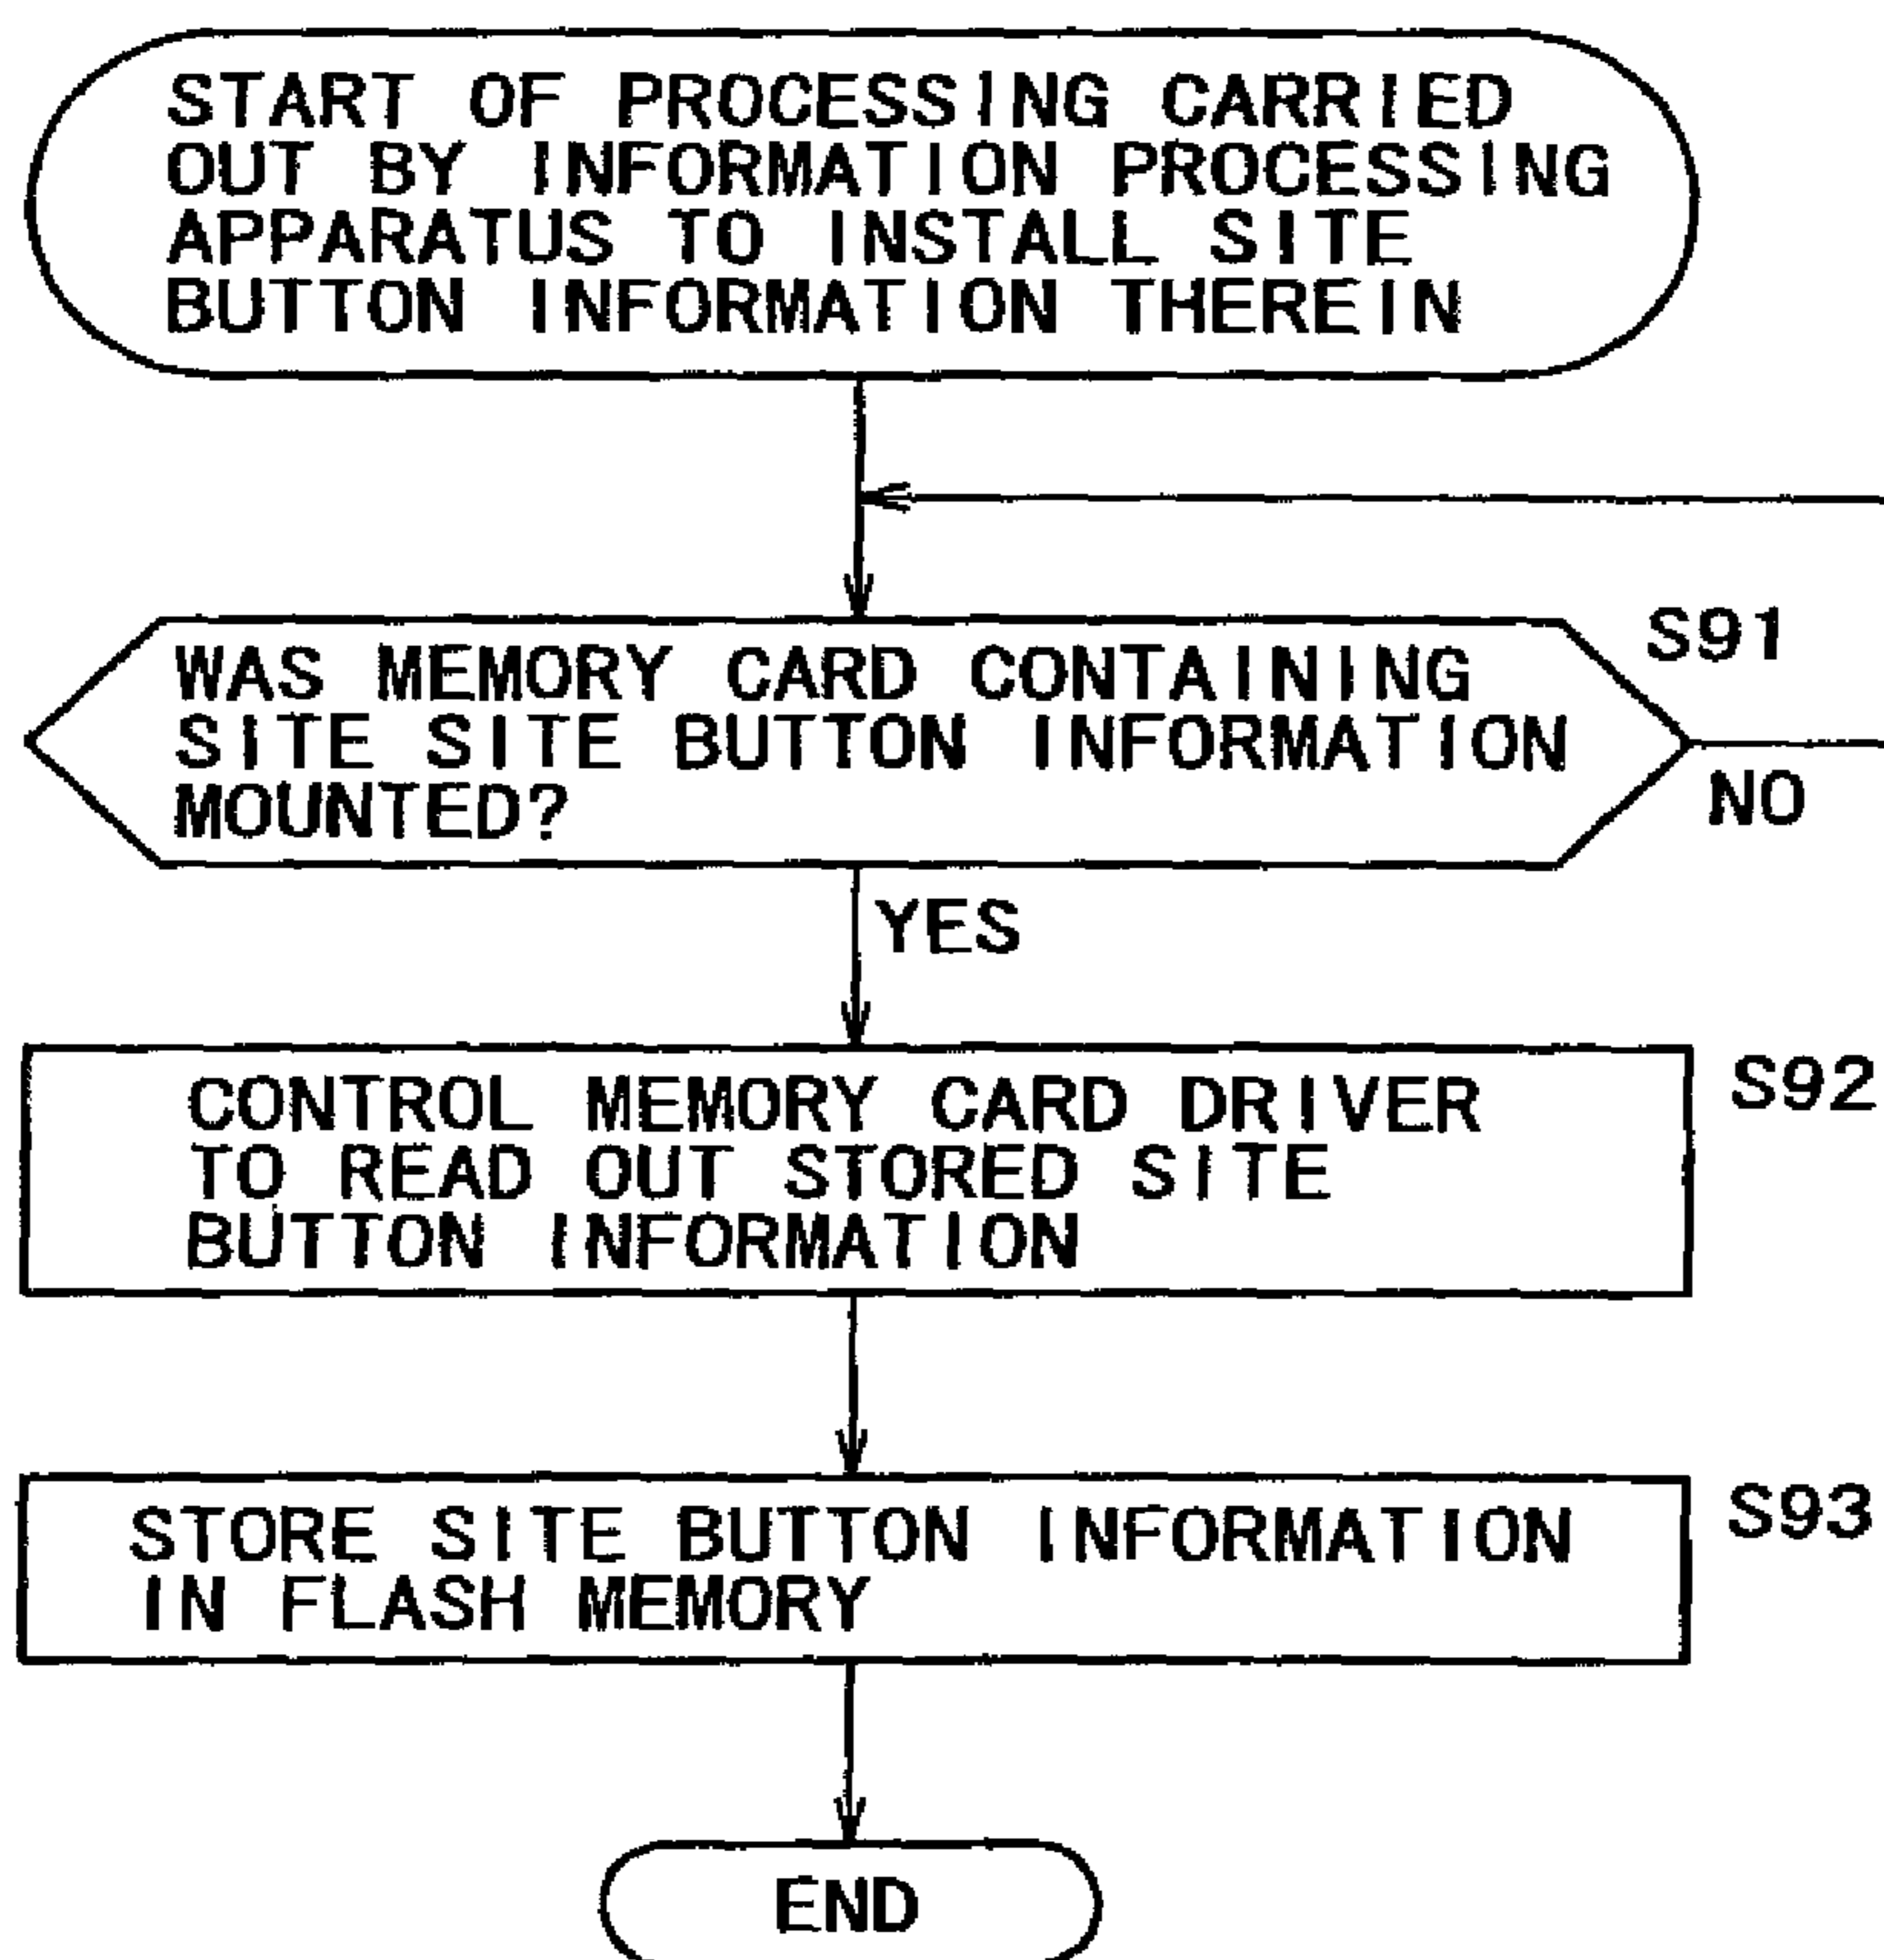 START OF PROCESSING CARRIED
OUT BY INFORMATION PROCESSING
APPARATUS TO INSTALL SITE
BUTTON INFORMATION THEREIN
S91
WAS MEMORY CARD CONTAINING
SITE SITE BUTTON INFORMATION
MOUNTED?
NO
YES
S92
CONTROL MEMORY CARD DRIVER
TO READ OUT STORED SITE
BUTTON INFORMATION
S93
STORE SITE BUTTON INFORMATION
IN FLASH MEMORY
END